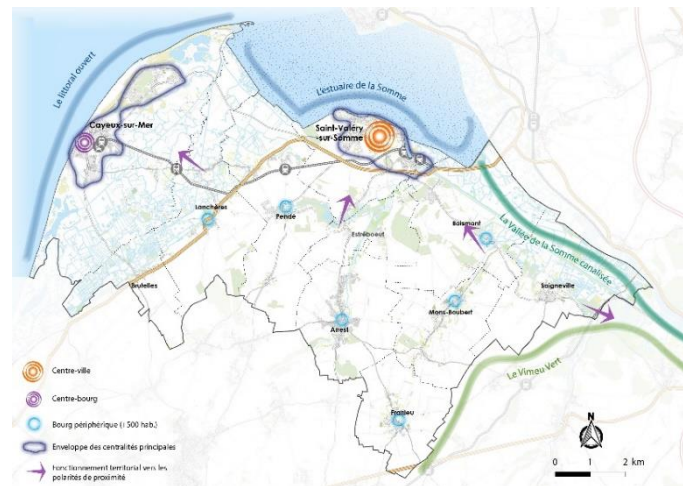 Le littoral ouvert
L'estuaire de la Somme
Cayeux-sur-Mer
Saint-Valéry
-sur-Somme
Lanchères
Pendé
Estrébœuf
Boismont
La Vallée de la Somme canalisée
Brutelles
Saigneville
Mons-Boubert
Arrest
Le Vimeu Vert
Franleu
Centre-ville
Centre-bourg
Bourg périphérique (> 500 hab.)
Enveloppe des centralités principales
Fonctionnement territorial vers les
polarités de proximité
N
0 1 2 km